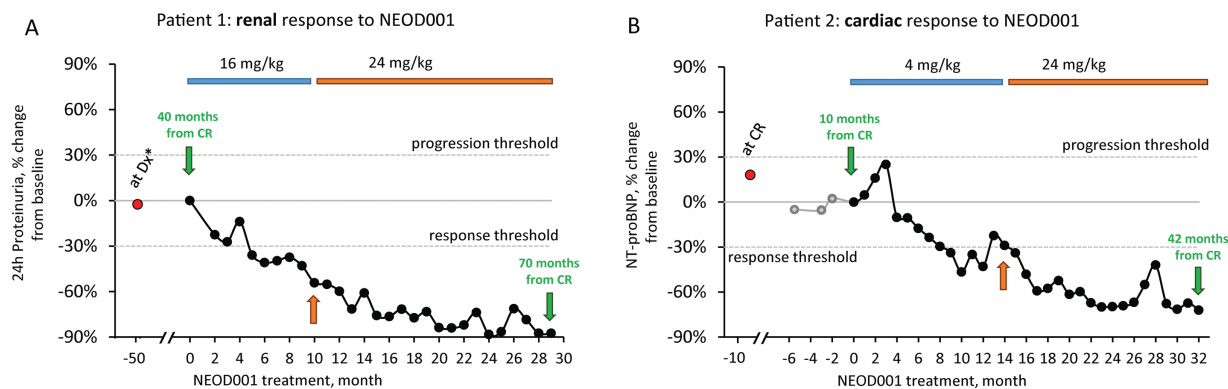 Patient 1: renal response to NEOD001
A
16 mg/kg
24 mg/kg
90%
60%
30%
0%
-30%
-60%
-90%
24h Proteinuria, % change
from baseline
40 months
from CR
at Dx*
progression threshold
response threshold
70 months
from CR
-50
0 2 4 6 8 10 12 14 16 18 20 22 24 26 28 30
NEOD001 treatment, month
Patient 2: cardiac response to NEOD001
B
4 mg/kg
24 mg/kg
90%
60%
30%
0%
-30%
-60%
-90%
NT-proBNP, % change
from baseline
at CR
10 months
from CR
progression threshold
response threshold
42 months
from CR
-10
-6 -4 -2 0 2 4 6 8 10 12 14 16 18 20 22 24 26 28 30 32
NEOD001 treatment, month